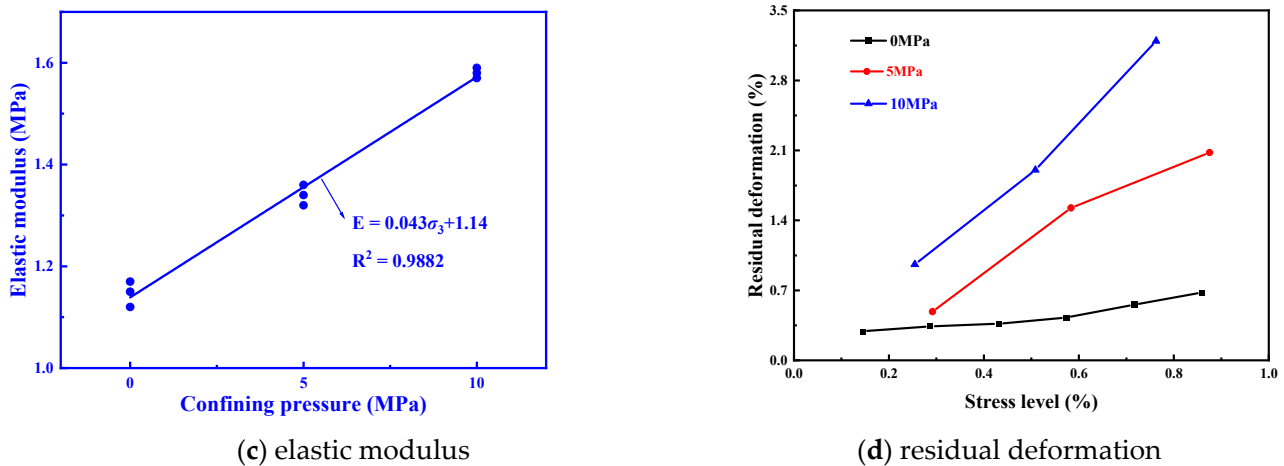 1.6
1.4
1.2
1.0
0
5
10
Elastic modulus (MPa)
Confining pressure (MPa)
E = 0.043σ₃+1.14
R² = 0.9882
(c) elastic modulus
3.5
2.8
2.1
1.4
0.7
0.0
0.0
0.2
0.4
0.6
0.8
1.0
Residual deformation (%)
Stress level (%)
0MPa
5MPa
10MPa
(d) residual deformation